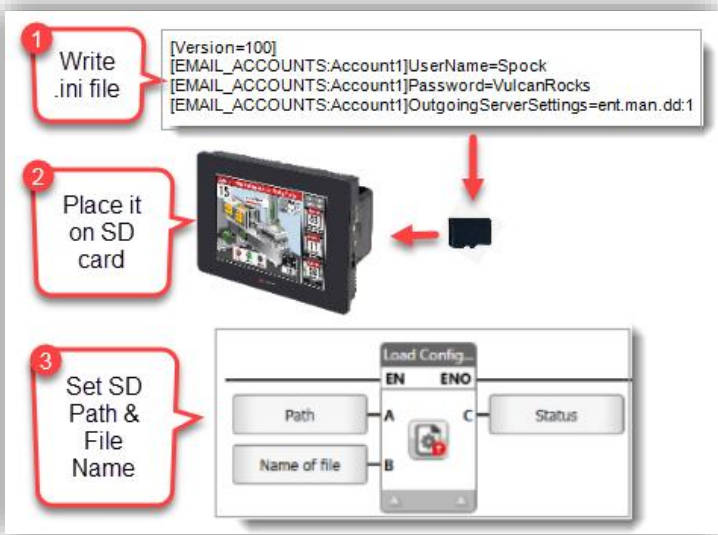 1
Write
.ini file
[Version=100]
[EMAIL_ACCOUNTS:Account1]UserName=Spock
[EMAIL_ACCOUNTS:Account1]Password=VulcanRocks
[EMAIL_ACCOUNTS:Account1]OutgoingServerSettings=ent.man.dd:1
2
Place it
on SD
card
15
3
Set SD
Path &
File
Name
Load Config...
EN ENO
Path A C Status
Name of file B